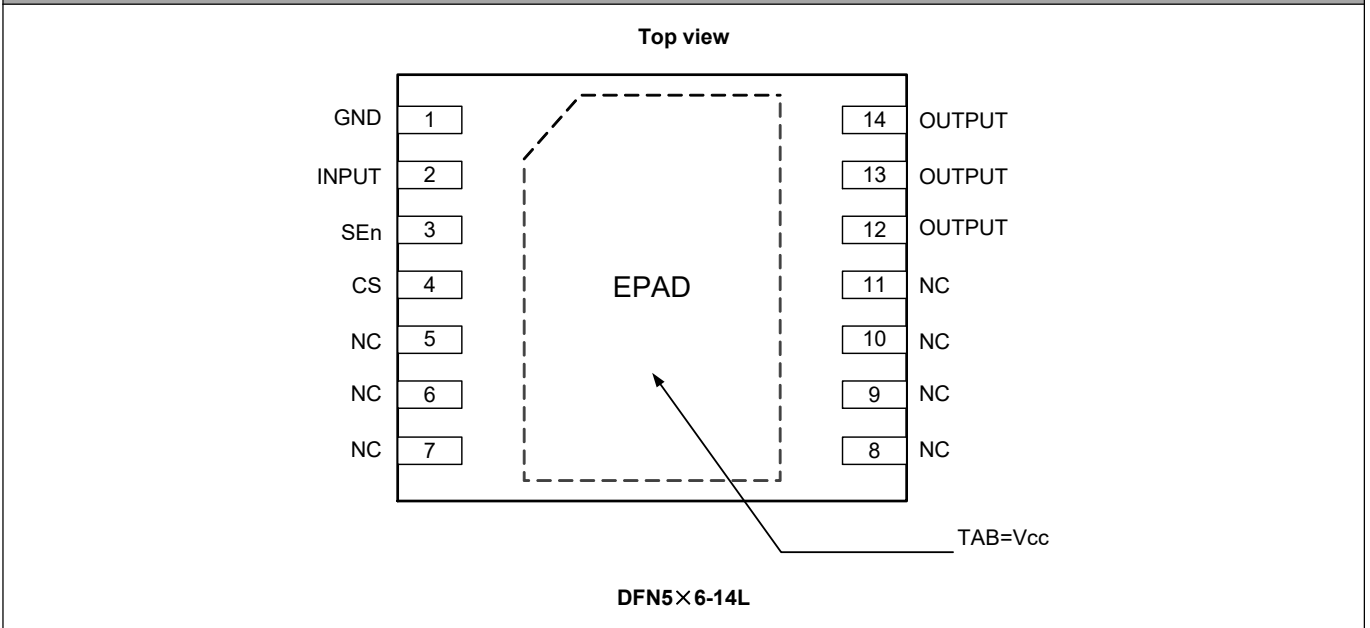 Top view
GND 1 14 OUTPUT
INPUT 2 13 OUTPUT
SEn 3 12 OUTPUT
CS 4 EPAD 11 NC
NC 5 10 NC
NC 6 9 NC
NC 7 8 NC
TAB=Vcc
DFN5×6-14L